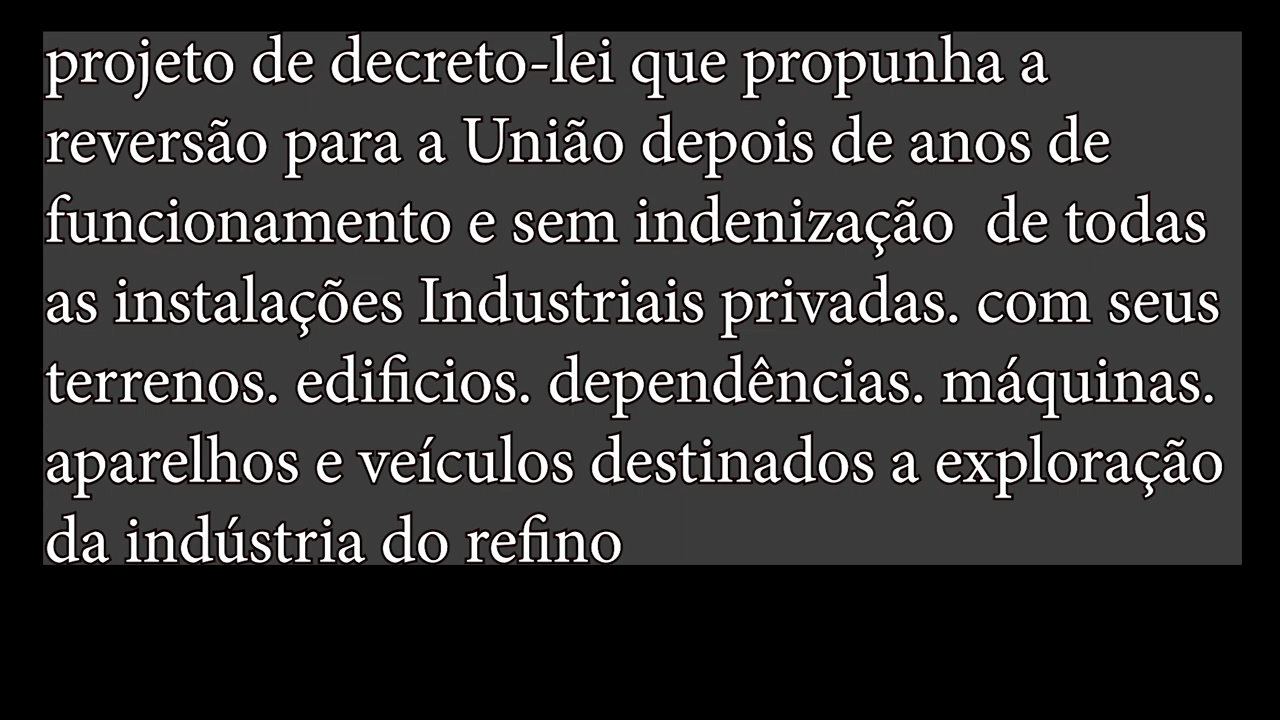 projeto de decreto-lei que propunha a
reversão para a União depois de anos de
funcionamento e sem indenização  de todas
as instalações Industriais privadas. com seus
terrenos. edificios. dependências. máquinas.
aparelhos e veículos destinados a exploração
da indústria do refino